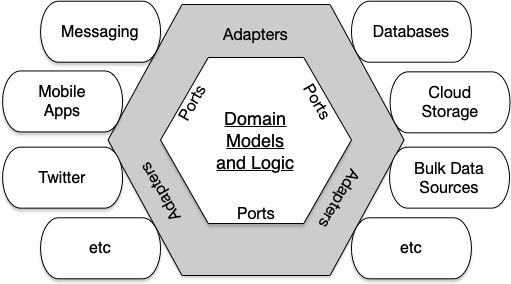 Messaging
Adapters
Databases
Mobile
Apps
Ports
Ports
Cloud
Storage
Domain
Models
and Logic
Twitter
Adapters
Adapters
Bulk Data
Sources
Ports
etc
etc